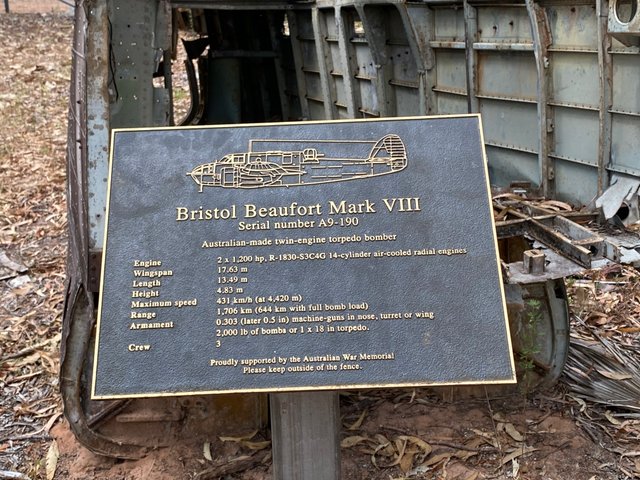 Bristol Beaufort Mark VIII
Serial number A9-190
Australian-made twin-engine torpedo bomber
Engine 2 x 1,200 hp, R-1830-S3C4G 14-cylinder air-cooled radial engines
Wingspan 17.63 m
Length 13.49 m
Height 4.83 m
Maximum speed 431 km/h (at 4,420 m)
Range 1,706 km (644 km with full bomb load)
Armament 0.303 (later 0.5 in) machine-guns in nose, turret or wing
2,000 lb of bombs or 1 x 18 in torpedo.
Crew 3
Proudly supported by the Australian War Memorial
Please keep outside of the fence.